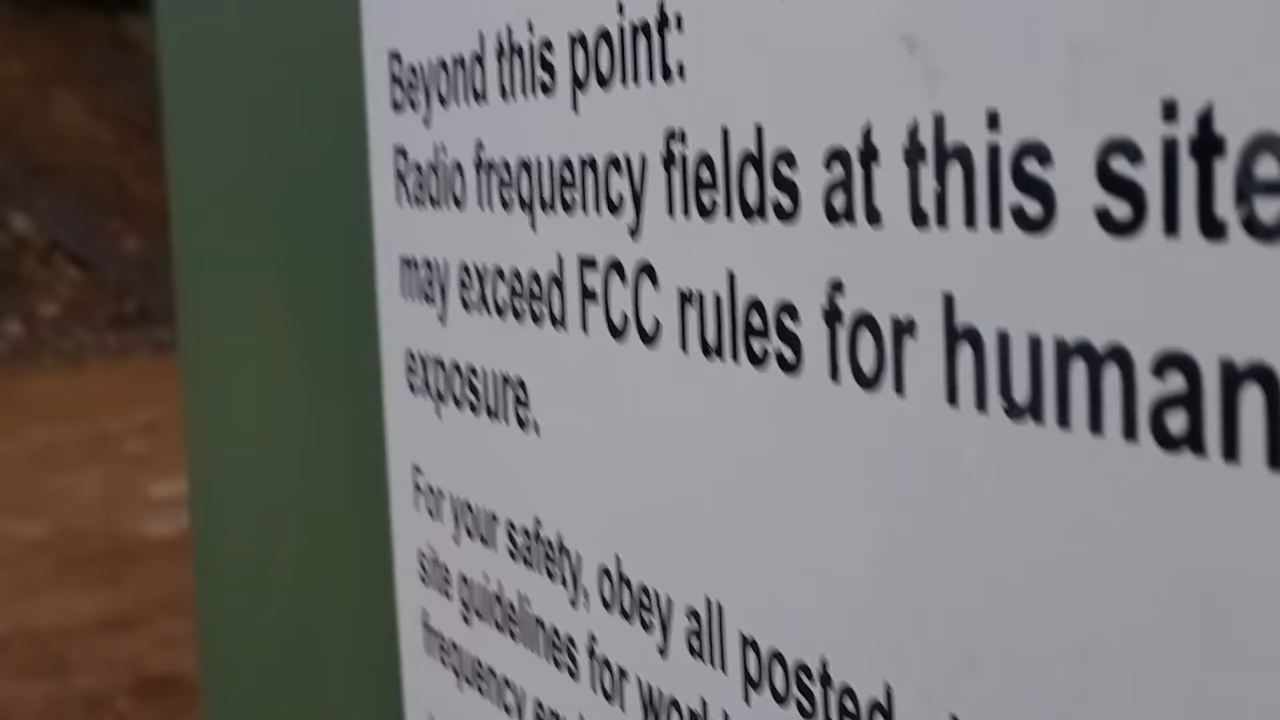 Beyond this point:
Radio frequency fields at this site
may exceed FCC rules for human
exposure.
For your safety, obey all posted
site guidelines for
frequency